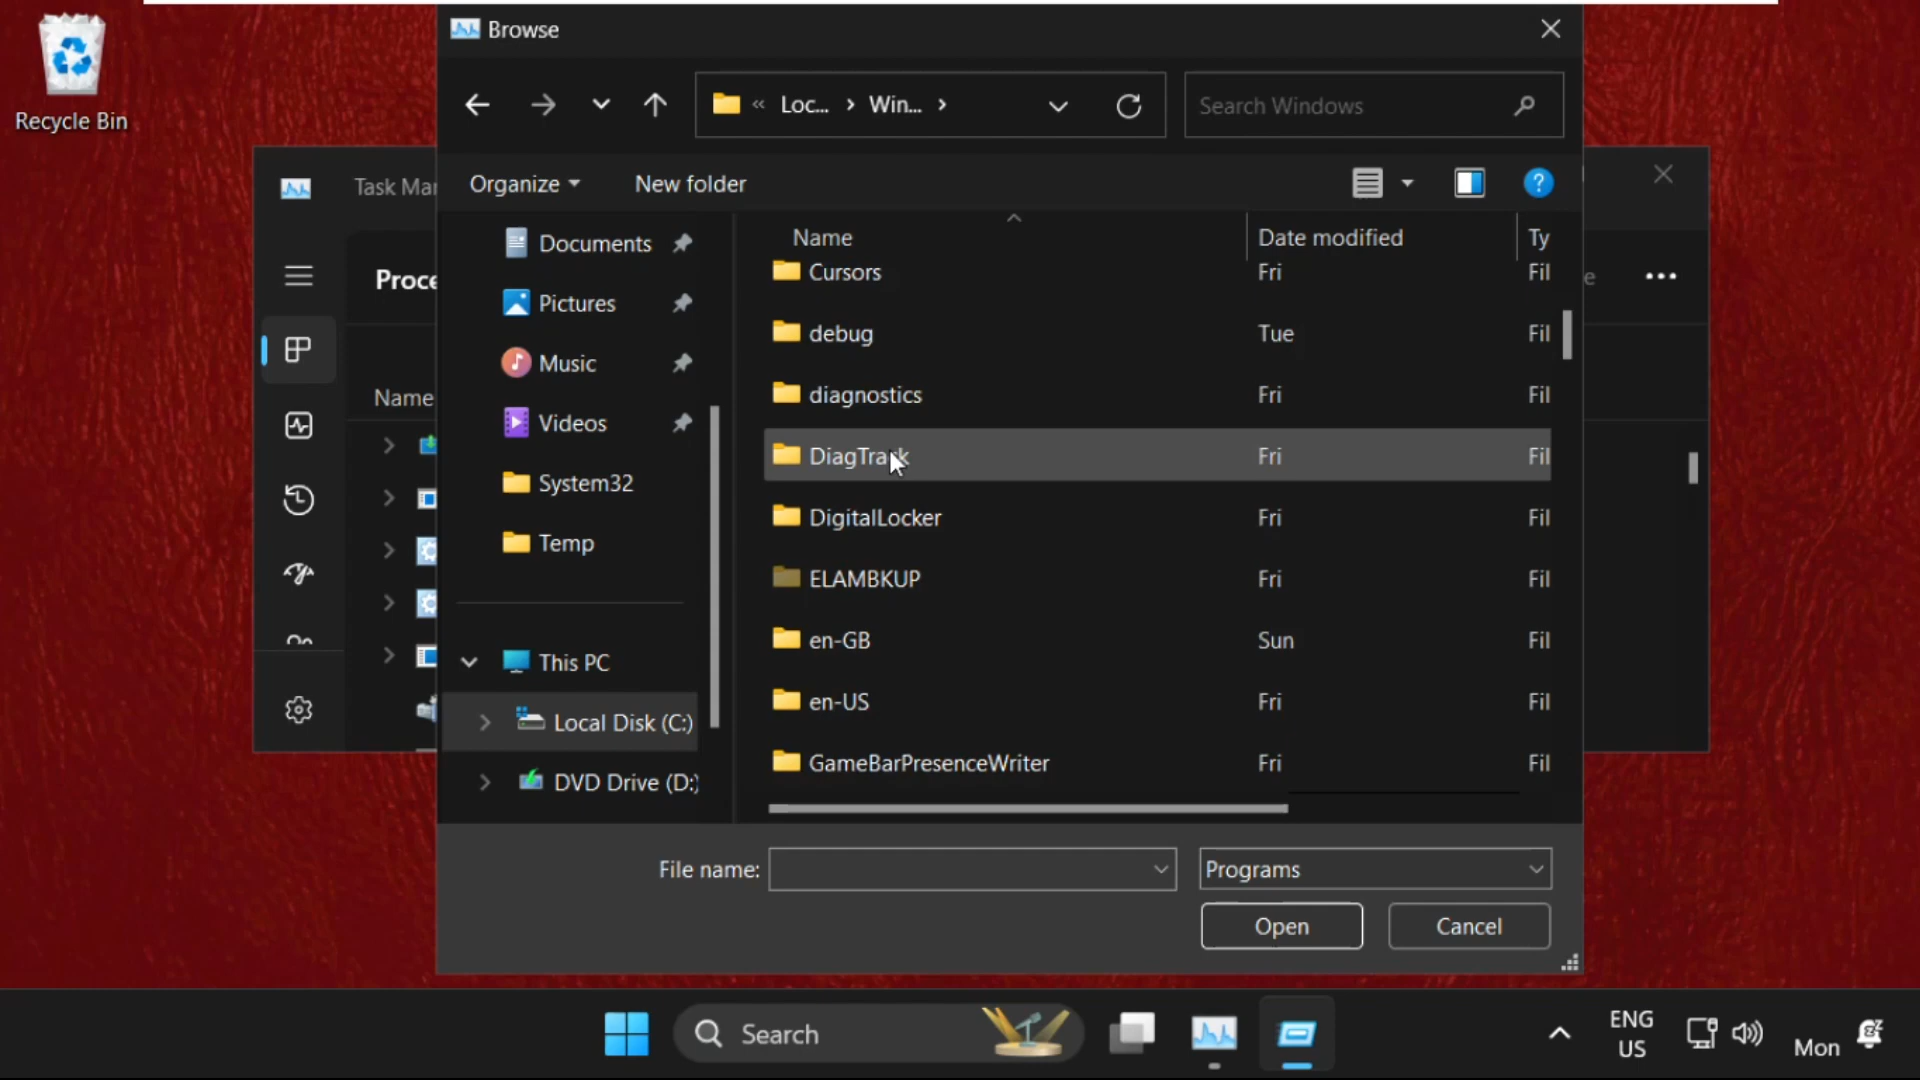 Browse
Recycle Bin
Loc... Win...
Search Windows
Organize
New folder
Task Mar
Proce
Name
Documents
Pictures
Music
Videos
System32
Temp
This PC
Local Disk (C:)
DVD Drive (D:)
Name Date modified Ty
Cursors Fri Fil
debug Tue Fil
diagnostics Fri Fil
DiagTrack Fri Fil
DigitalLocker Fri Fil
ELAMBKUP Fri Fil
en-GB Sun Fil
en-US Fri Fil
GameBarPresenceWriter Fri Fil
e
File name:
Programs
Open
Cancel
Search
ENG
US
Mon